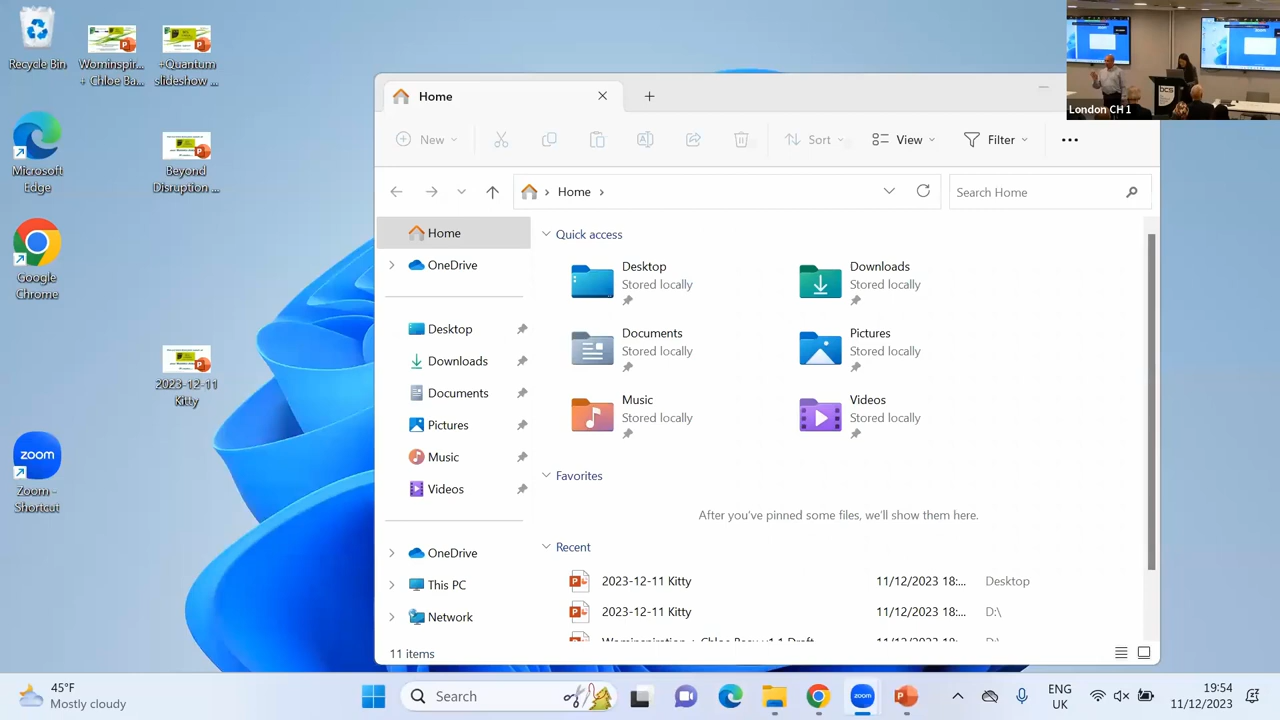 Recycle Bin
Wominspir...
+ Chloe Ba...
+Quantum
slideshow ...
Microsoft
Edge
Beyond
Disruption ...
Google
Chrome
2023-12-11
Kitty
zoom
Zoom -
Shortcut
Home
New
Sort
View
Filter
Home
Search Home
Home
OneDrive
Desktop
Downloads
Documents
Pictures
Music
Videos
OneDrive
This PC
Network
Quick access
Desktop
Stored locally
Downloads
Stored locally
Documents
Stored locally
Pictures
Stored locally
Music
Stored locally
Videos
Stored locally
Favorites
After you've pinned some files, we'll show them here.
Recent
2023-12-11 Kitty 11/12/2023 18:... Desktop
2023-12-11 Kitty 11/12/2023 18:... D:\
11 items
London CH 1
bcs
45°F
Mostly cloudy
Search
zoom
ENG
UK
19:54
11/12/2023